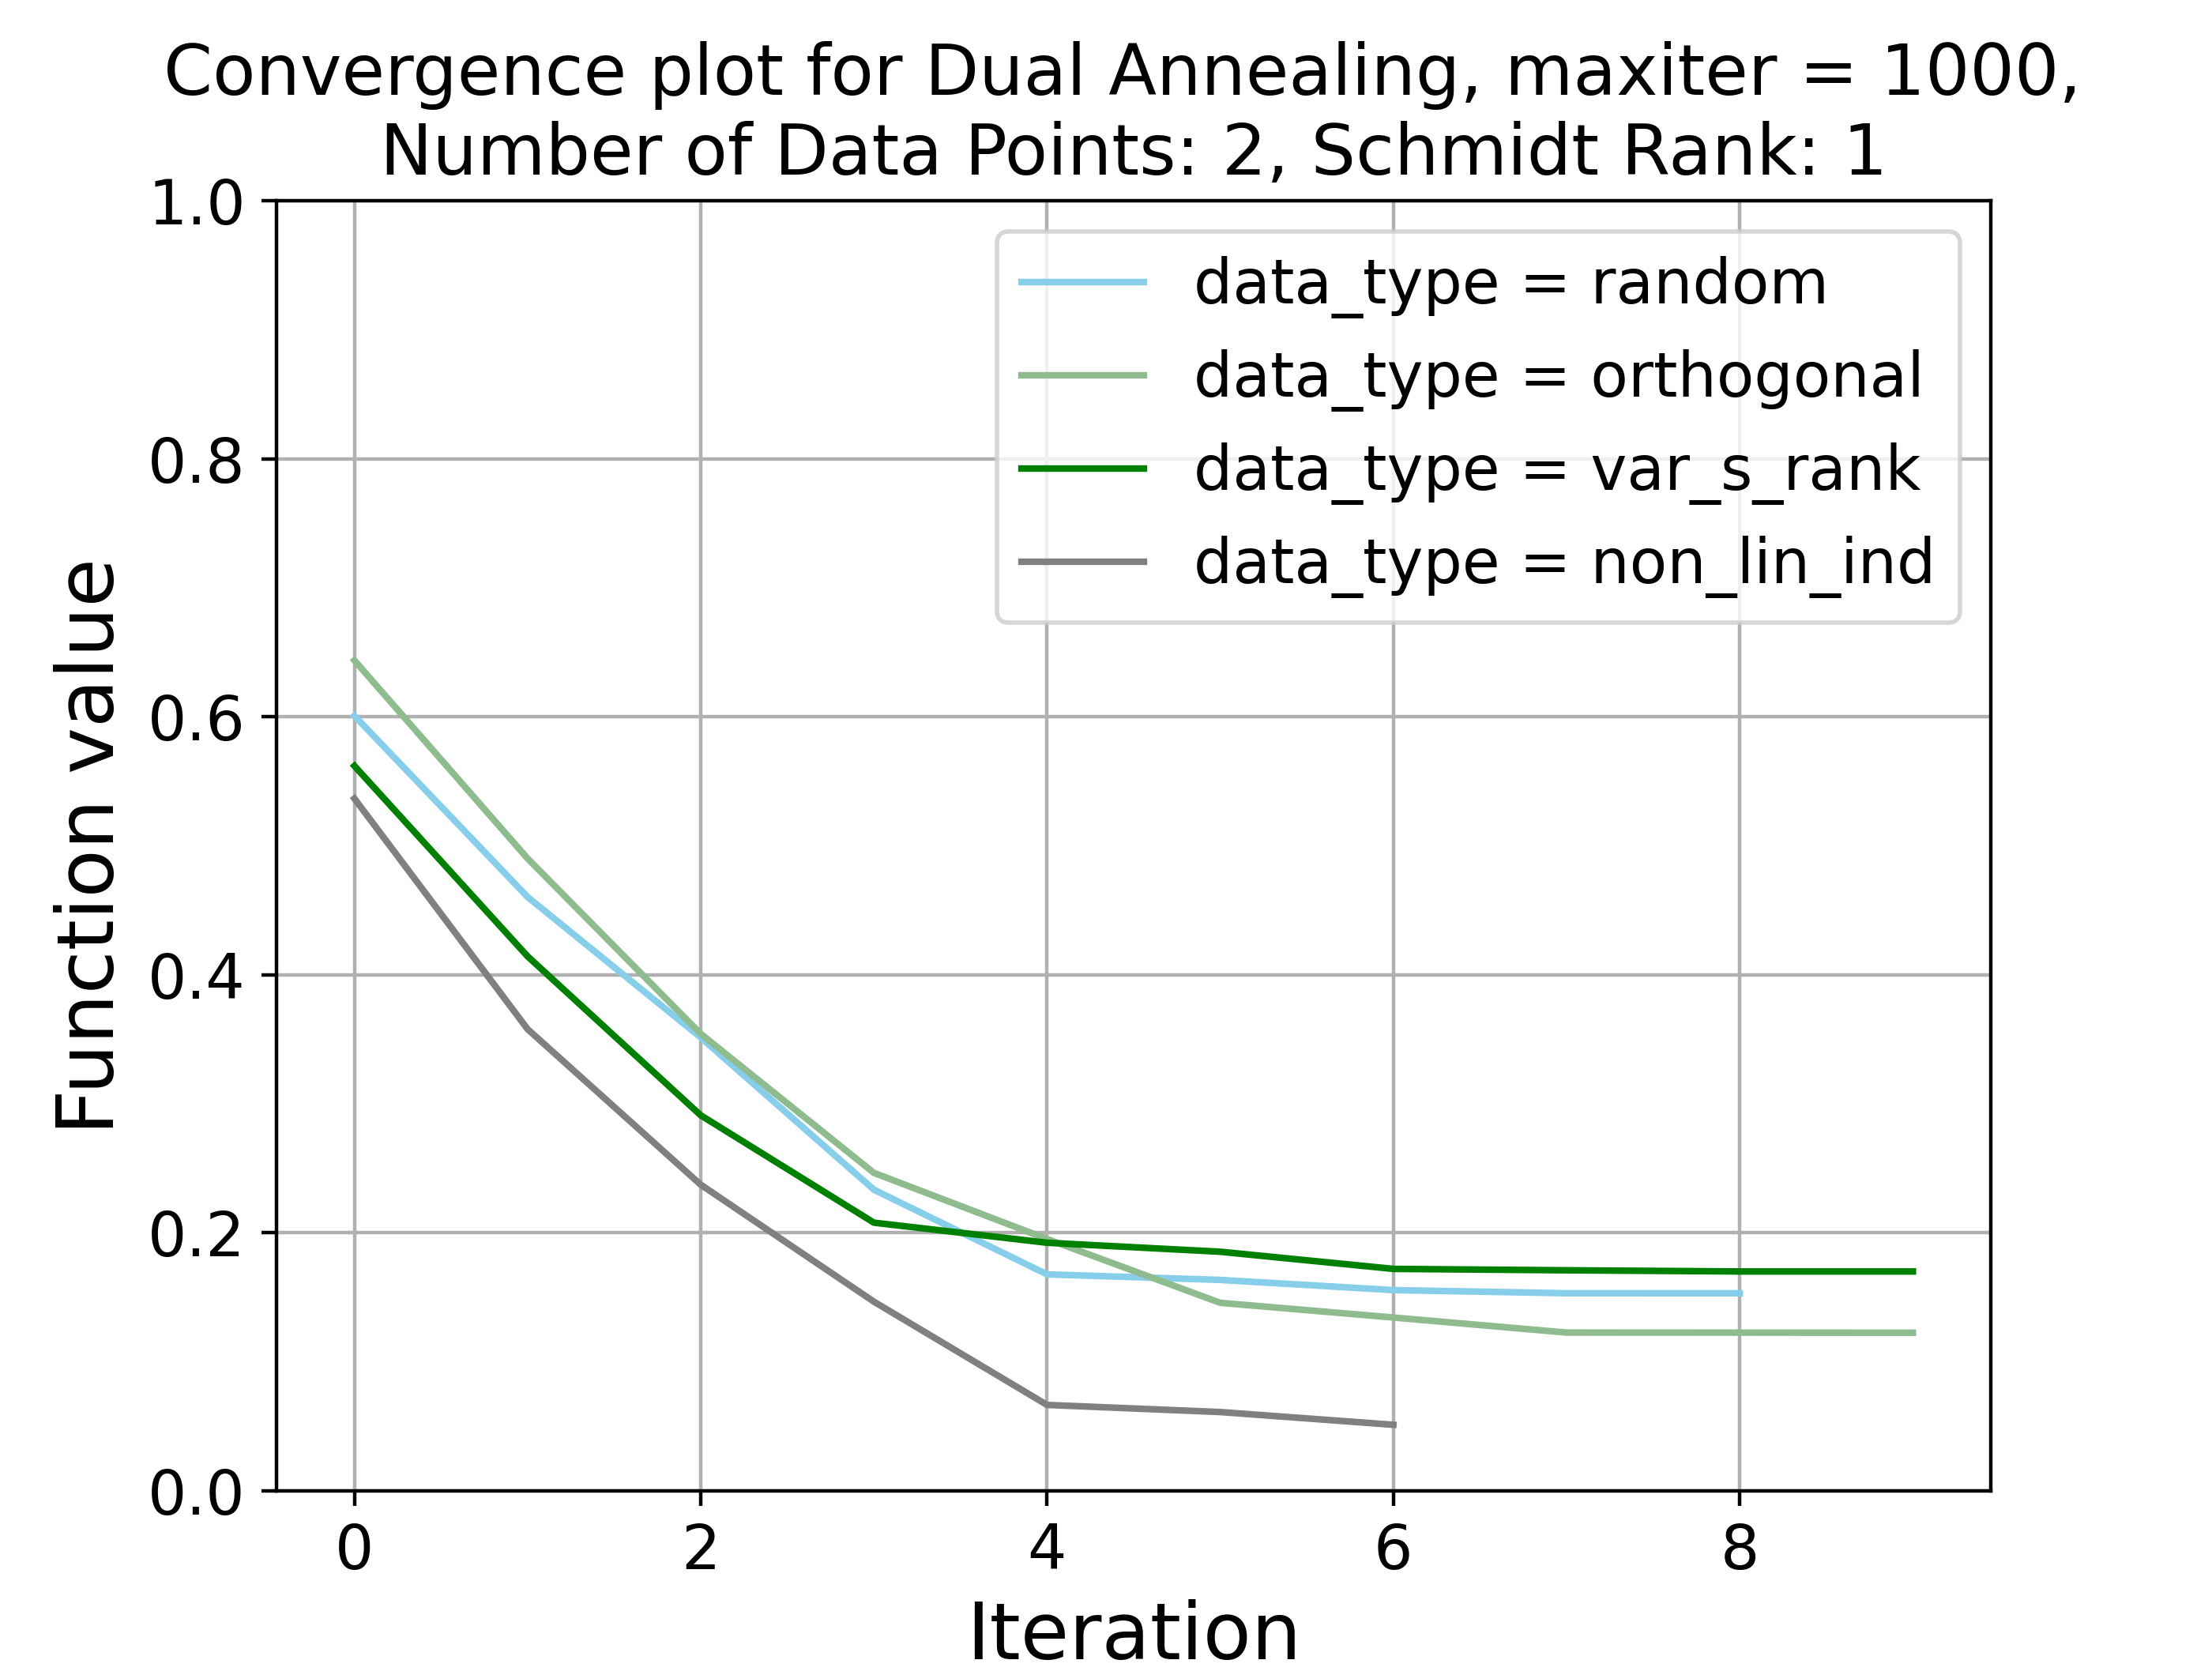 Convergence plot for Dual Annealing, maxiter = 1000,
Number of Data Points: 2, Schmidt Rank: 1
1.0
0.8
0.6
0.4
0.2
0.0
Function value
data_type = random
data_type = orthogonal
data_type = var_s_rank
data_type = non_lin_ind
0 2 4 6 8
Iteration